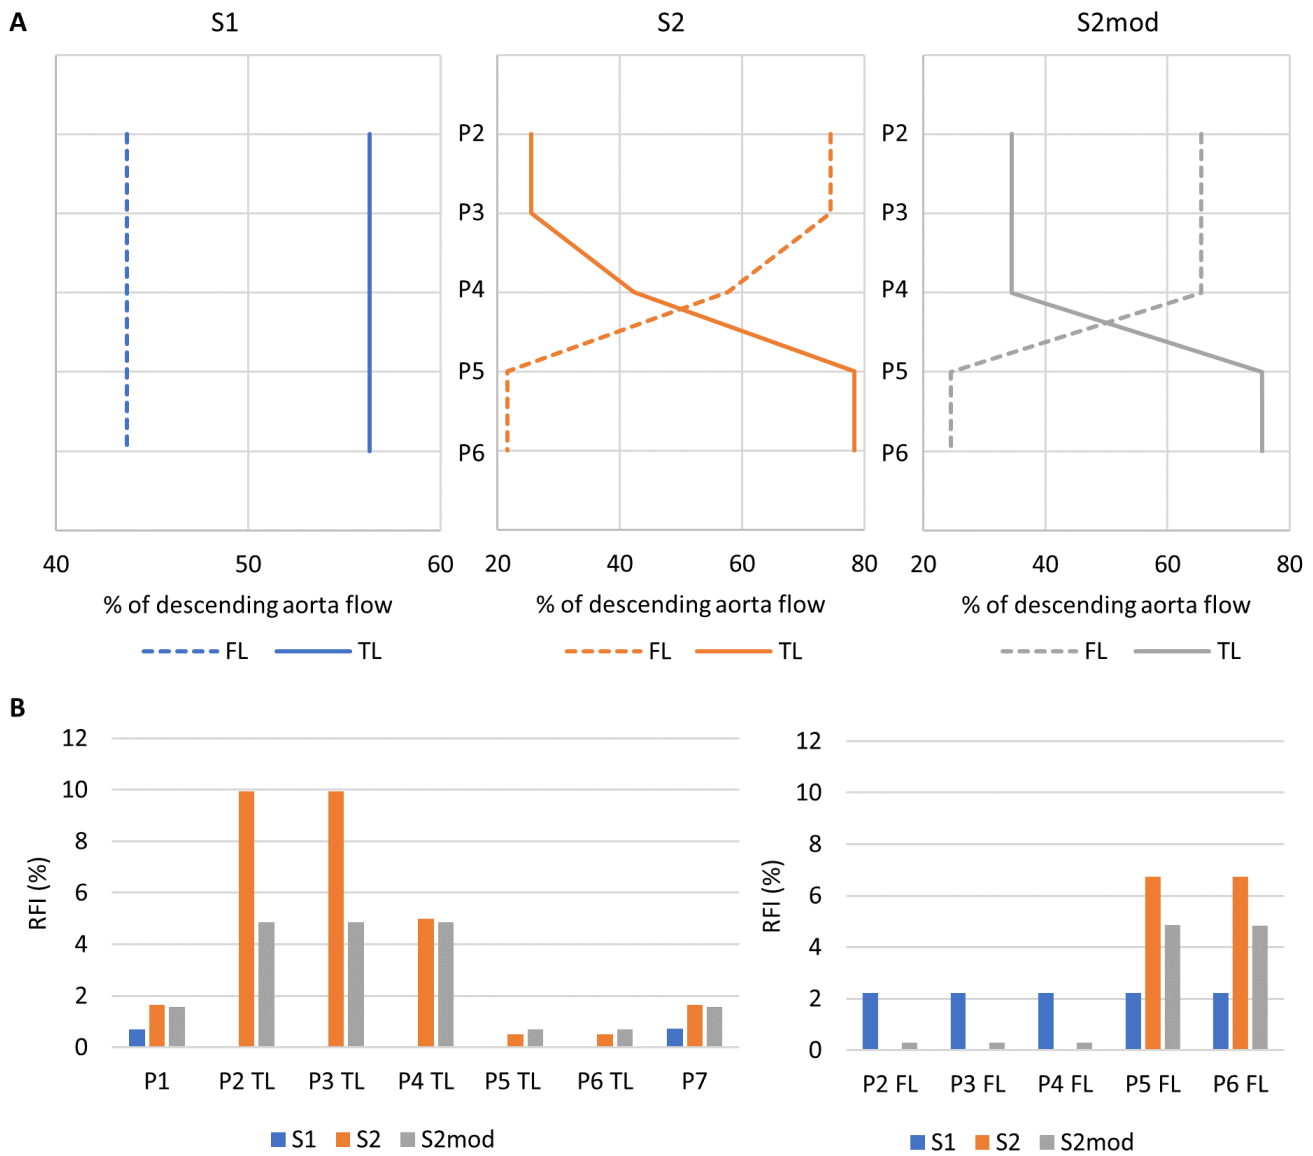 A
S1
S2
S2mod
P2
P3
P4
P5
P6
P2
P3
P4
P5
P6
40 50 60
20 40 60 80
20 40 60 80
% of descending aorta flow
% of descending aorta flow
% of descending aorta flow
FL TL
FL TL
FL TL
B
12
10
8
6
4
2
0
RFI (%)
P1 P2 TL P3 TL P4 TL P5 TL P6 TL P7
S1 S2 S2mod
12
10
8
6
4
2
0
RFI (%)
P2 FL P3 FL P4 FL P5 FL P6 FL
S1 S2 S2mod